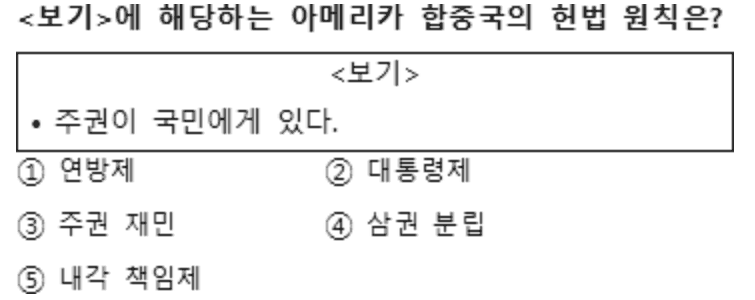 <보기>에 해당하는 아메리카 합중국의 헌법 원칙은?
<보기>
• 주권이 국민에게 있다.
① 연방제 ② 대통령제
③ 주권 재민 ④ 삼권 분립
⑤ 내각 책임제